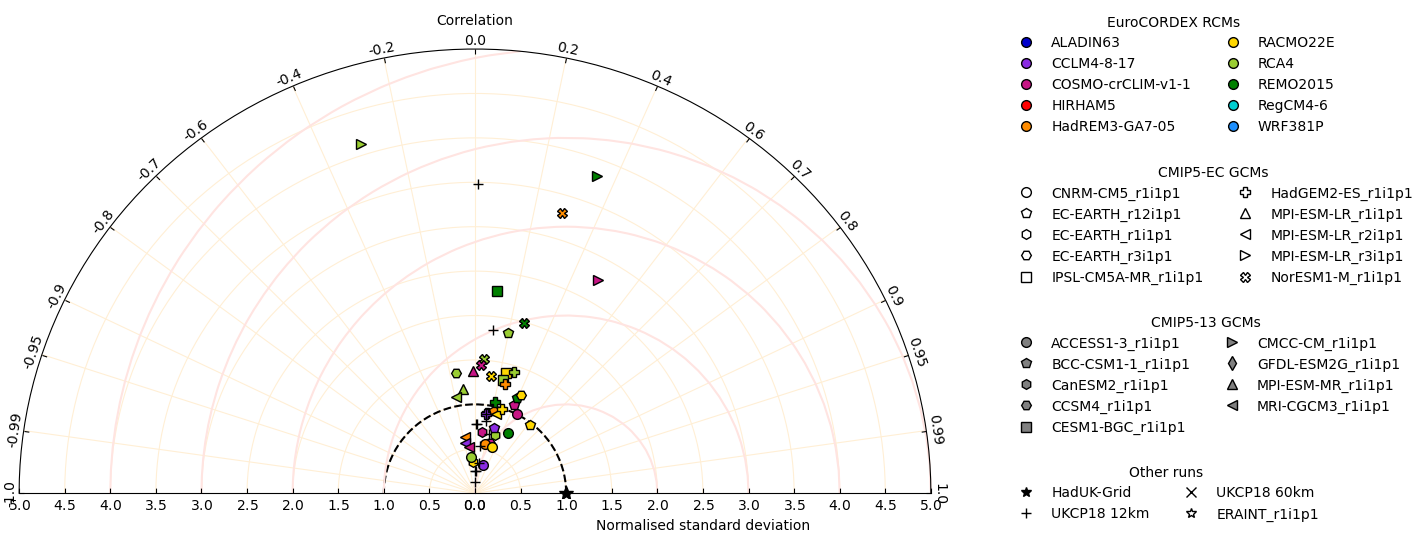 Correlation
0.0
-0.2
0.2
-0.4
0.4
-0.6
0.6
-0.7
0.7
-0.8
0.8
-0.9
0.9
-0.95
0.95
-0.99
0.99
-1.0
1.0
5.0 4.5 4.0 3.5 3.0 2.5 2.0 1.5 1.0 0.5 0.0 0.5 1.0 1.5 2.0 2.5 3.0 3.5 4.0 4.5 5.0
Normalised standard deviation
EuroCORDEX RCMs
ALADIN63 RACMO22E
CCLM4-8-17 RCA4
COSMO-crCLIM-v1-1 REMO2015
HIRHAM5 RegCM4-6
HadREM3-GA7-05 WRF381P
CMIP5-EC GCMs
CNRM-CM5_r1i1p1 HadGEM2-ES_r1i1p1
EC-EARTH_r12i1p1 MPI-ESM-LR_r1i1p1
EC-EARTH_r1i1p1 MPI-ESM-LR_r2i1p1
EC-EARTH_r3i1p1 MPI-ESM-LR_r3i1p1
IPSL-CM5A-MR_r1i1p1 NorESM1-M_r1i1p1
CMIP5-13 GCMs
ACCESS1-3_r1i1p1 CMCC-CM_r1i1p1
BCC-CSM1-1_r1i1p1 GFDL-ESM2G_r1i1p1
CanESM2_r1i1p1 MPI-ESM-MR_r1i1p1
CCSM4_r1i1p1 MRI-CGCM3_r1i1p1
CESM1-BGC_r1i1p1
Other runs
HadUK-Grid UKCP18 60km
UKCP18 12km ERAINT_r1i1p1